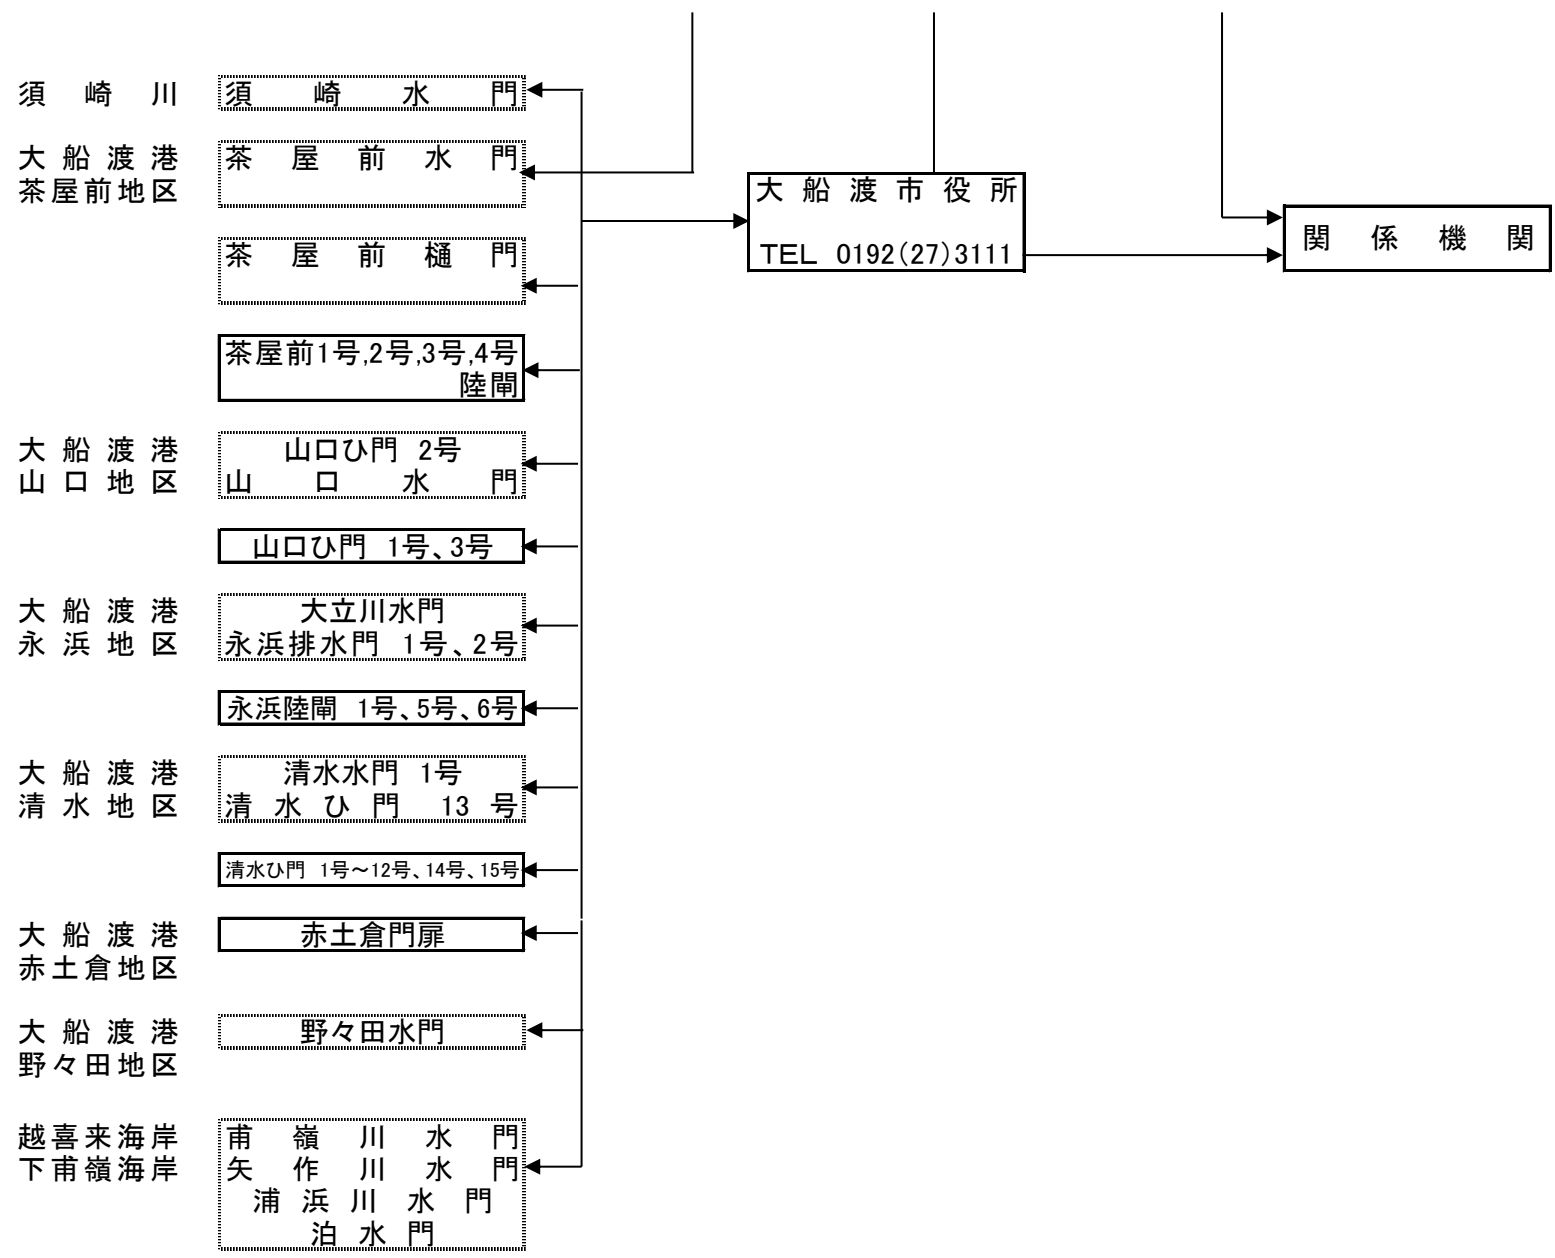 須崎川
須崎水門
大船渡港
茶屋前地区
茶屋前水門
大船渡市役所
TEL 0192(27)3111
関係機関
茶屋前樋門
茶屋前1号,2号,3号,4号
陸閘
大船渡港
山口地区
山口ひ門 2号
山口水門
山口ひ門 1号、3号
大船渡港
永浜地区
大立川水門
永浜排水門 1号、2号
永浜陸閘 1号、5号、6号
大船渡港
清水地区
清水水門 1号
清水ひ門 13号
清水ひ門 1号～12号、14号、15号
大船渡港
赤土倉地区
赤土倉門扉
大船渡港
野々田地区
野々田水門
越喜来海岸
下甫嶺海岸
甫嶺川水門
矢作川水門
浦浜川水門
泊水門